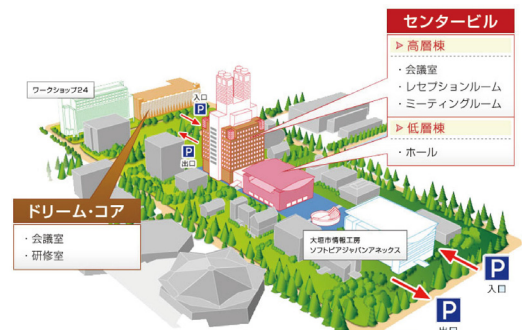 センタービル
▷ 高層棟
・会議室
・レセプションルーム
・ミーティングルーム
▷ 低層棟
・ホール
ワークショップ24
入口
P
P
出口
ドリーム・コア
・会議室
・研修室
大垣市情報工房
ソフトピアジャパンアネックス
P
入口
P
出口